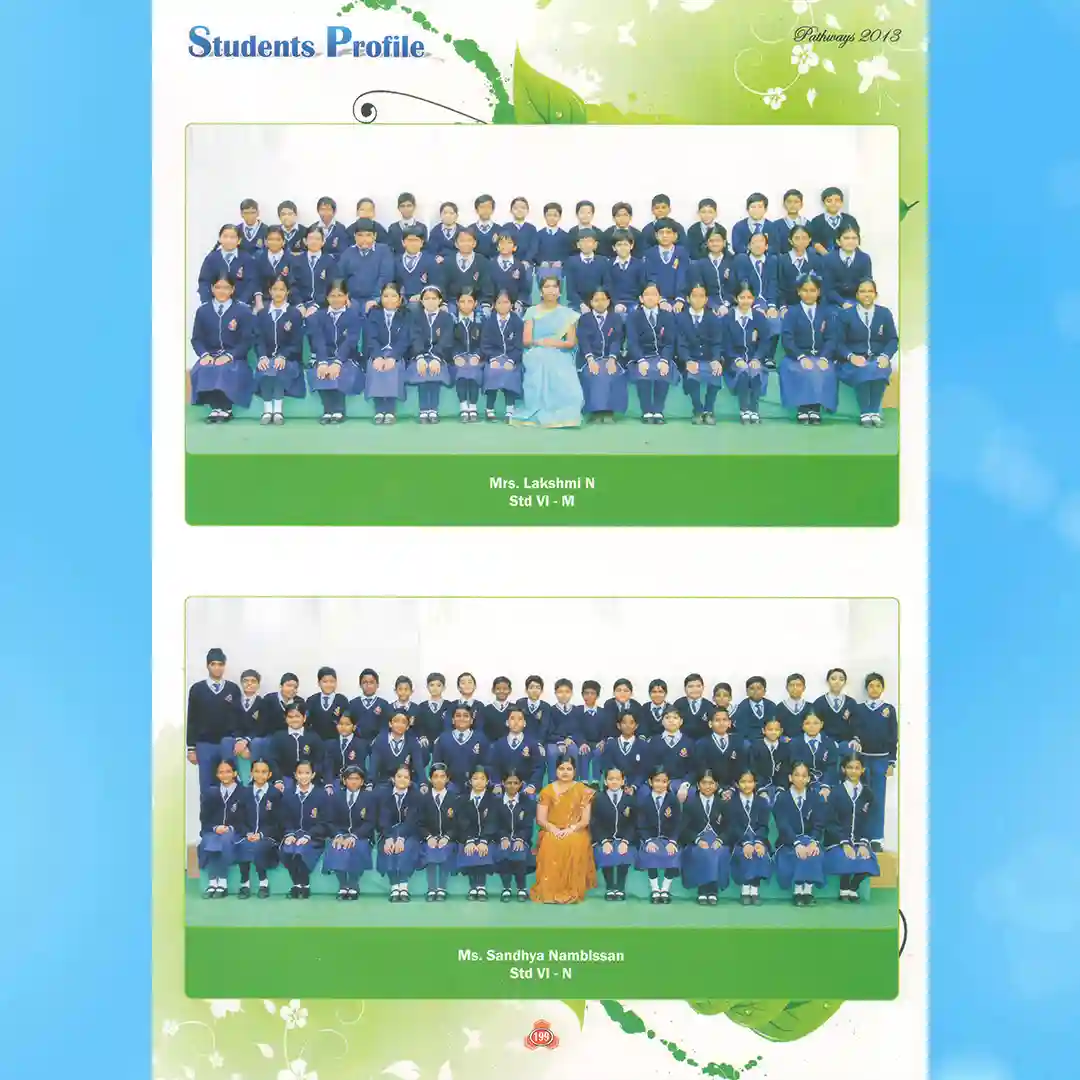 Students Profile
Pathways 2013
Mrs. Lakshmi N
Std VI - M
Ms. Sandhya Nambissan
Std VI - N
199